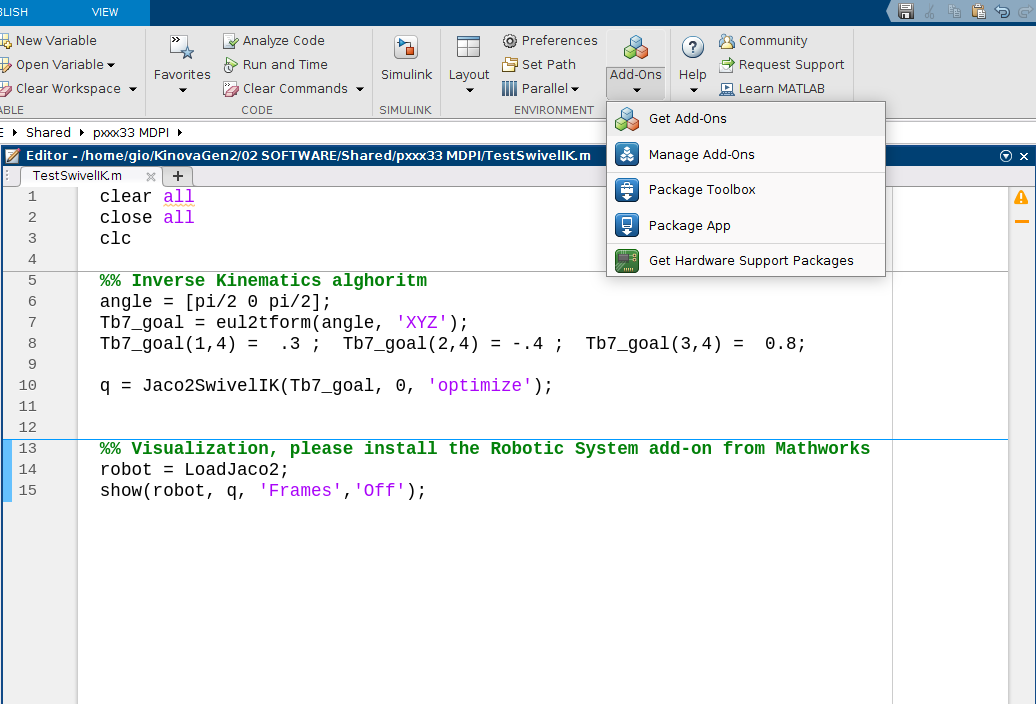 BLISH VIEW
New Variable Analyze Code Preferences Community
Open Variable Run and Time Set Path Request Support
Favorites Simulink Layout Add-Ons Help
Clear Workspace Clear Commands Parallel Learn MATLAB
ABLE CODE SIMULINK ENVIRONMENT
E Shared pxxx33 MDPI
Get Add-Ons
Manage Add-Ons
Package Toolbox
Package App
Get Hardware Support Packages
Editor - /home/gio/KinovaGen2/02 SOFTWARE/Shared/pxxx33 MDPI/TestSwivelIK.m
TestSwivelIK.m × +
1 clear all
2 close all
3 clc
4
5 %% Inverse Kinematics alghoritm
6 angle = [pi/2 0 pi/2];
7 Tb7_goal = eul2tform(angle, 'XYZ');
8 Tb7_goal(1,4) =  .3 ;  Tb7_goal(2,4) = -.4 ;  Tb7_goal(3,4) =  0.8;
9
10 q = Jaco2SwivelIK(Tb7_goal, 0, 'optimize');
11
12
13 %% Visualization, please install the Robotic System add-on from Mathworks
14 robot = LoadJaco2;
15 show(robot, q, 'Frames','Off');